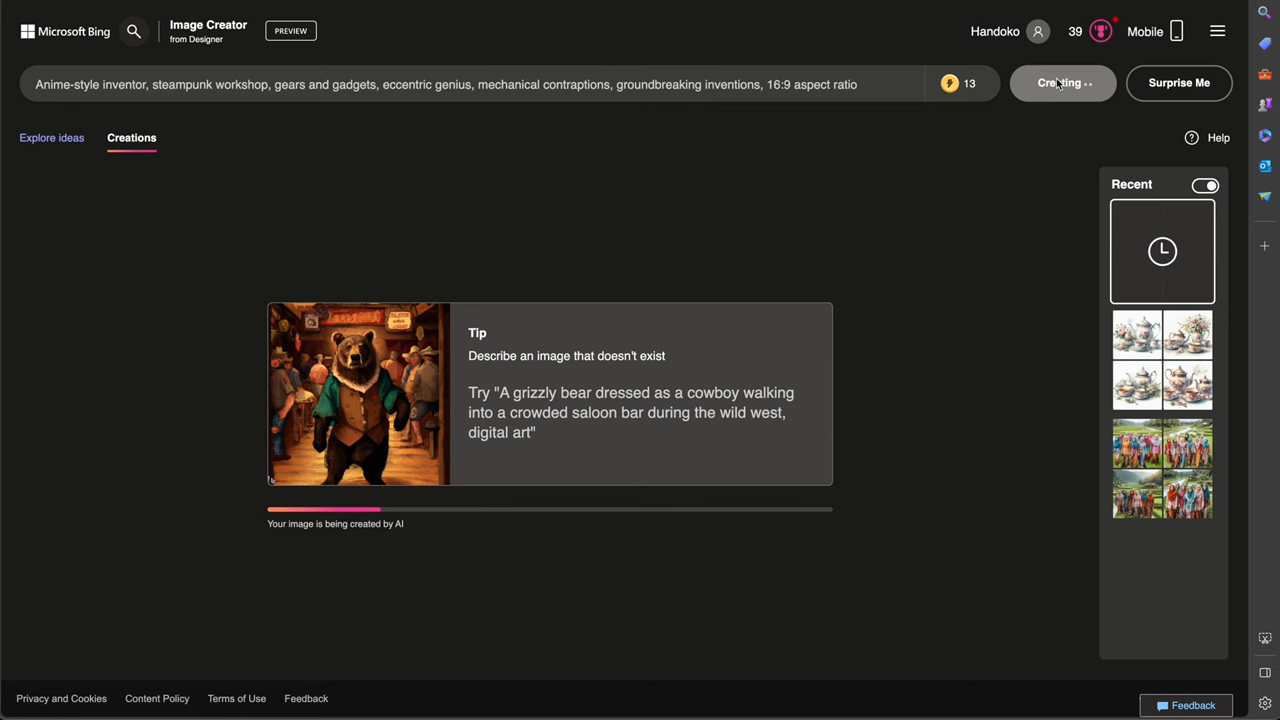 Microsoft Bing
Image Creator
from Designer
PREVIEW
Handoko
39
Mobile
Anime-style inventor, steampunk workshop, gears and gadgets, eccentric genius, mechanical contraptions, groundbreaking inventions, 16:9 aspect ratio
13
Creating ..
Surprise Me
Explore ideas
Creations
Help
Recent
Tip
Describe an image that doesn't exist
Try "A grizzly bear dressed as a cowboy walking
into a crowded saloon bar during the wild west,
digital art"
Your image is being created by AI
Privacy and Cookies
Content Policy
Terms of Use
Feedback
Feedback